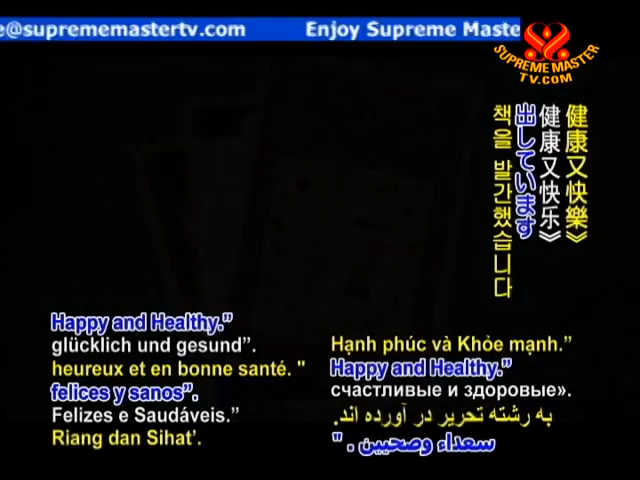 e@suprememastertv.com Enjoy Supreme Maste
SUPREME MASTER
TV.COM
健康又快樂》
健康又快乐》
出しています
책을 발간했습니다
Happy and Healthy.”
glücklich und gesund”.
heureux et en bonne santé. "
felices y sanos”.
Felizes e Saudáveis.”
Riang dan Sihat’.
Hạnh phúc và Khỏe mạnh.”
Happy and Healthy.”
счастливые и здоровые».
به رشته تحریر در آورده اند.
سعداء وصحيين . "